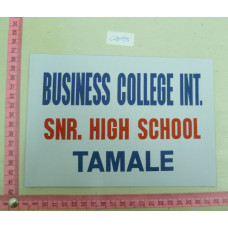 BUSINESS COLLEGE INT.
SNR. HIGH SCHOOL
TAMALE